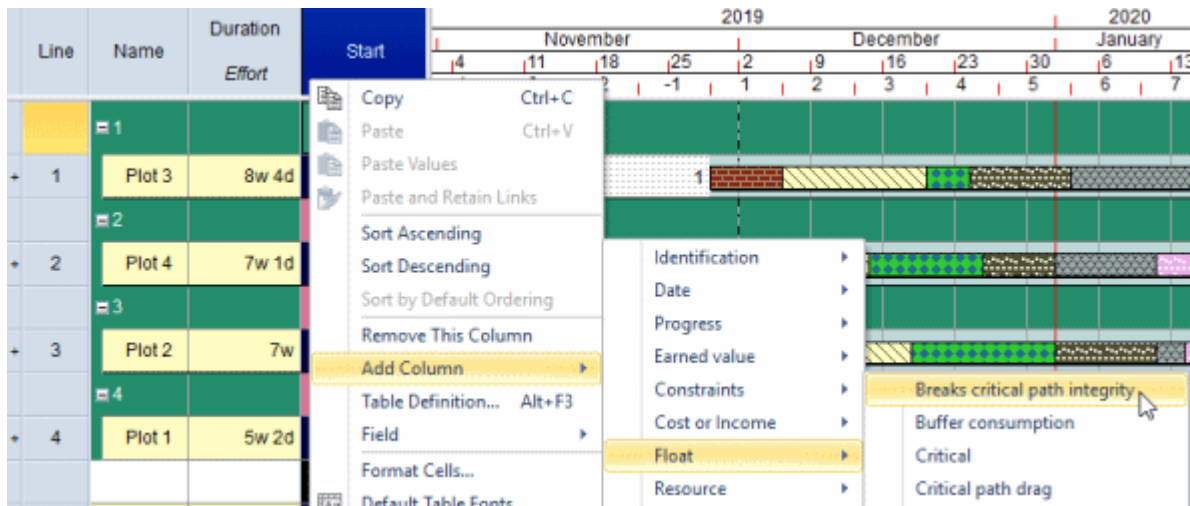 2019 2020
Line Name Duration Start November December January
Effort 4 11 18 25 2 9 16 23 30 6 13
-1 1 2 3 4 5 6 7
Copy Ctrl+C
1
Paste Ctrl+V
+ 1 Plot 3 8w 4d Paste Values 1
Paste and Retain Links
2
Sort Ascending
+ 2 Plot 4 7w 1d Sort Descending Identification
Sort by Default Ordering Date
3
Remove This Column Progress
+ 3 Plot 2 7w Add Column Earned value
4
Table Definition... Alt+F3 Constraints Breaks critical path integrity
+ 4 Plot 1 5w 2d Field Cost or Income Buffer consumption
Format Cells... Float Critical
Default Table Fonts Resource Critical path drag